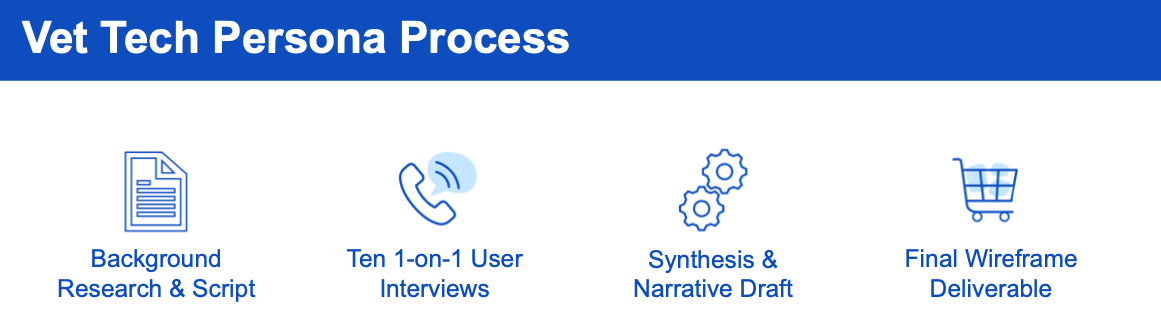 Vet Tech Persona Process
Background
Research & Script
Ten 1-on-1 User
Interviews
Synthesis &
Narrative Draft
Final Wireframe
Deliverable